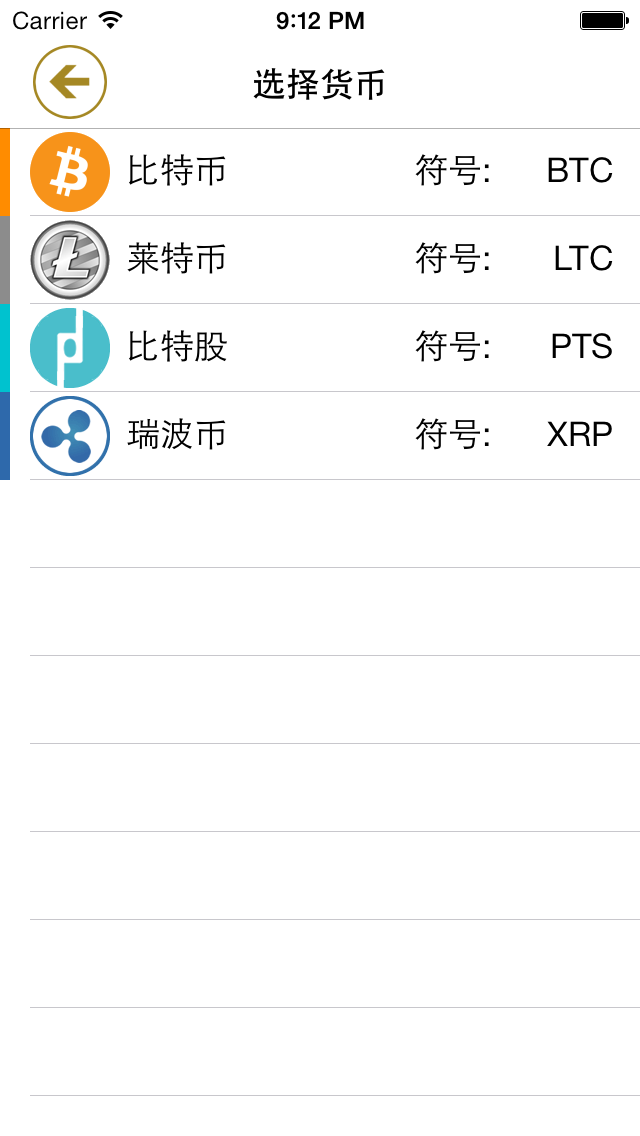 Carrier 9:12 PM
选择货币
比特币 符号: BTC
莱特币 符号: LTC
比特股 符号: PTS
瑞波币 符号: XRP